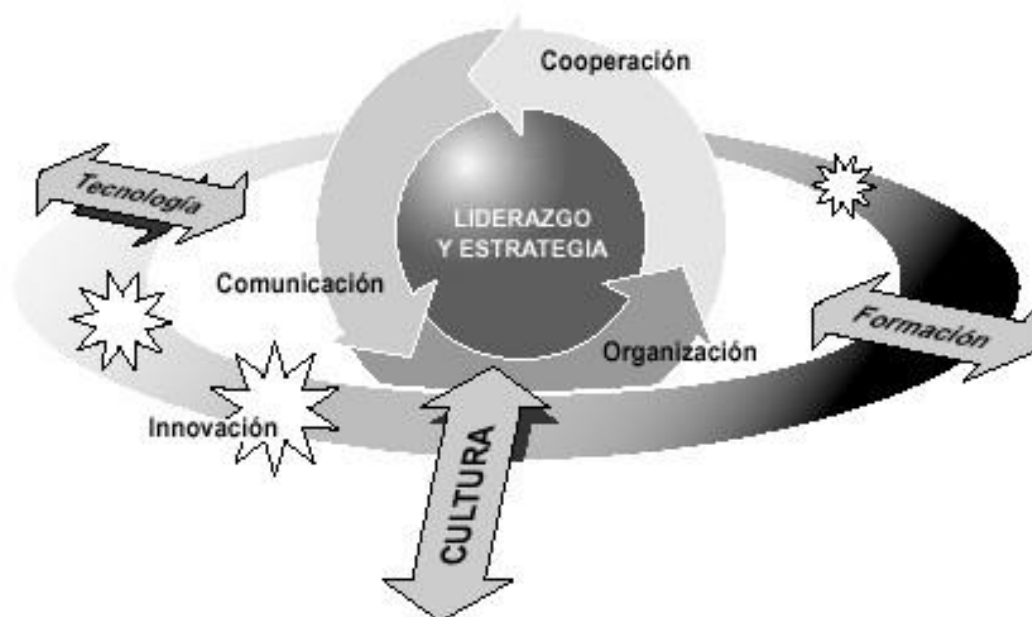 Cooperación
Tecnología
LIDERAZGO
Y ESTRATEGIA
Comunicación
Formación
Organización
Innovación
CULTURA